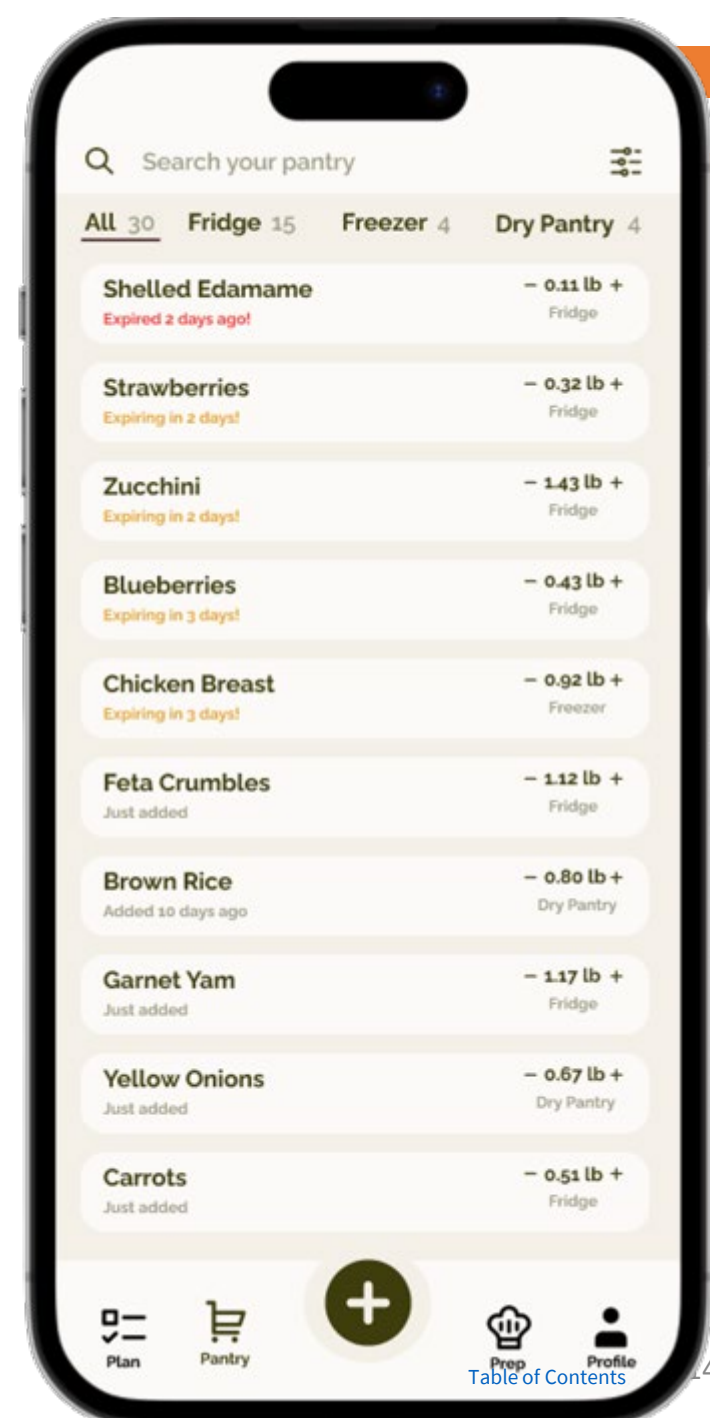 Search your pantry
All 30 Fridge 15 Freezer 4 Dry Pantry 4
Shelled Edamame − 0.11 lb +
Expired 2 days ago! Fridge
Strawberries − 0.32 lb +
Expiring in 2 days! Fridge
Zucchini − 1.43 lb +
Expiring in 2 days! Fridge
Blueberries − 0.43 lb +
Expiring in 3 days! Fridge
Chicken Breast − 0.92 lb +
Expiring in 3 days! Freezer
Feta Crumbles − 1.12 lb +
Just added Fridge
Brown Rice − 0.80 lb +
Added 10 days ago Dry Pantry
Garnet Yam − 1.17 lb +
Just added Fridge
Yellow Onions − 0.67 lb +
Just added Dry Pantry
Carrots − 0.51 lb +
Just added Fridge
Plan Pantry Prep Profile
Table of Contents